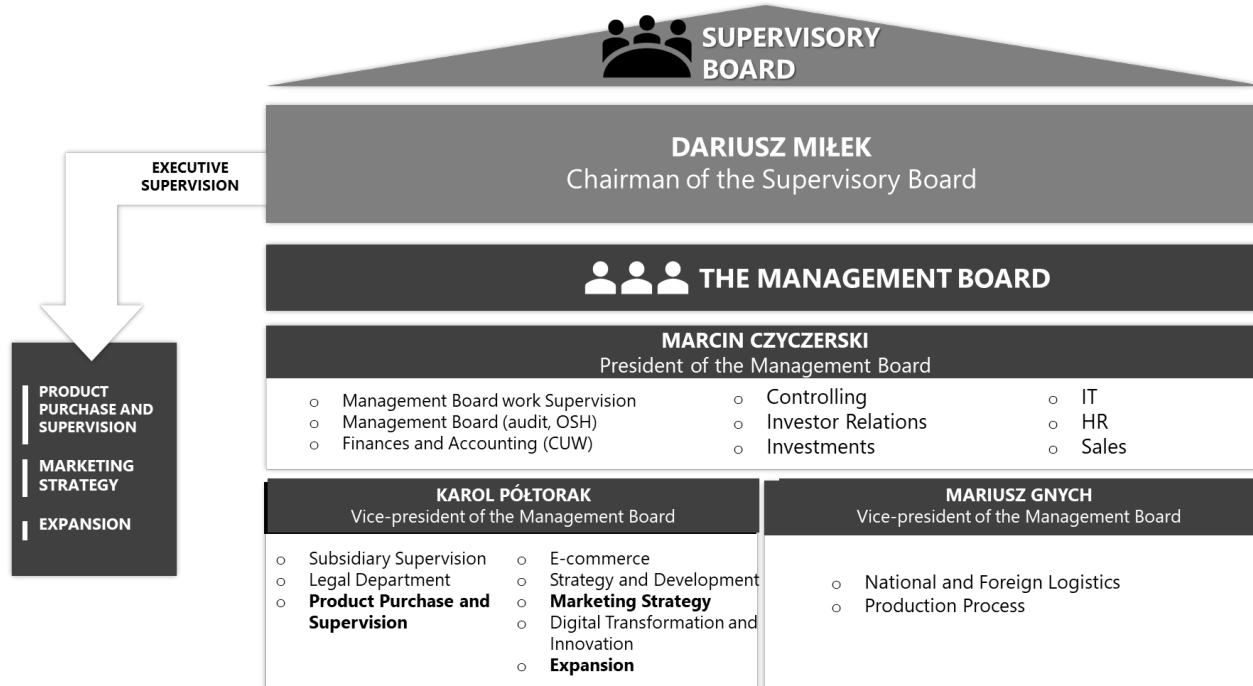 SUPERVISORY
BOARD
DARIUSZ MIŁEK
Chairman of the Supervisory Board
EXECUTIVE
SUPERVISION
PRODUCT
PURCHASE AND
SUPERVISION
MARKETING
STRATEGY
EXPANSION
THE MANAGEMENT BOARD
MARCIN CZYCZERSKI
President of the Management Board
o Management Board work Supervision
o Management Board (audit, OSH)
o Finances and Accounting (CUW)
o Controlling
o Investor Relations
o Investments
o IT
o HR
o Sales
KAROL PÓŁTORAK
Vice-president of the Management Board
o Subsidiary Supervision
o Legal Department
o Product Purchase and
Supervision
o E-commerce
o Strategy and Development
o Marketing Strategy
o Digital Transformation and
Innovation
o Expansion
MARIUSZ GNYCH
Vice-president of the Management Board
o National and Foreign Logistics
o Production Process